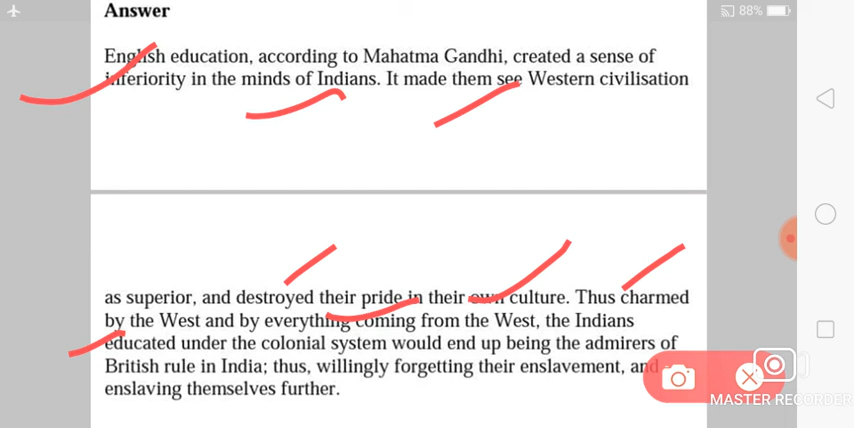 88%
Answer
English education, according to Mahatma Gandhi, created a sense of
inferiority in the minds of Indians. It made them see Western civilisation
as superior, and destroyed their pride in their own culture. Thus charmed
by the West and by everything coming from the West, the Indians
educated under the colonial system would end up being the admirers of
British rule in India; thus, willingly forgetting their enslavement, and
enslaving themselves further.
MASTER RECORDER